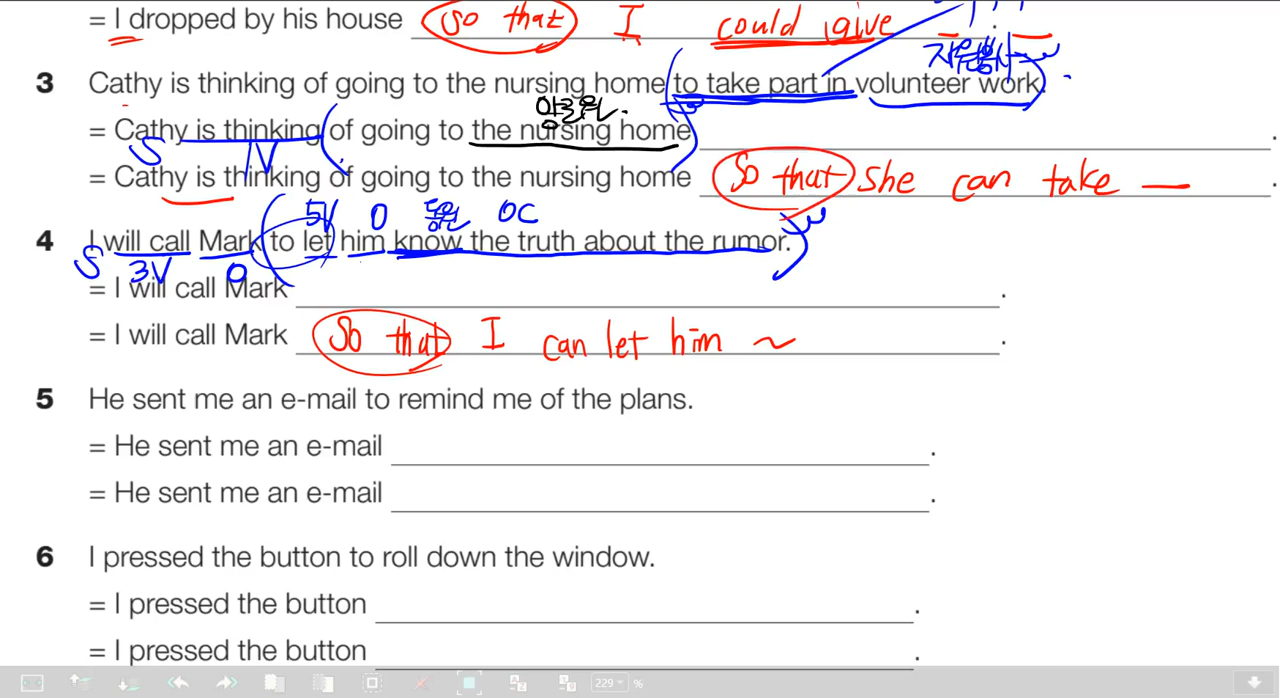 = I dropped by his house so that I could give .
자원봉사
3 Cathy is thinking of going to the nursing home to take part in volunteer work.
양로원
= Cathy is thinking of going to the nursing home .
S 1V
= Cathy is thinking of going to the nursing home So that she can take — .
5V O 동원 OC
4 I will call Mark to let him know the truth about the rumor.
S 3V O
= I will call Mark .
= I will call Mark So that I can let him ~ .
5 He sent me an e-mail to remind me of the plans.
= He sent me an e-mail .
= He sent me an e-mail .
6 I pressed the button to roll down the window.
= I pressed the button .
= I pressed the button .
229 %